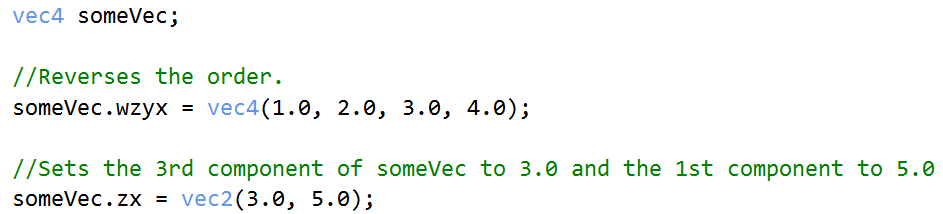 vec4 someVec;
//Reverses the order.
someVec.wzyx = vec4(1.0, 2.0, 3.0, 4.0);
//Sets the 3rd component of someVec to 3.0 and the 1st component to 5.0
someVec.zx = vec2(3.0, 5.0);